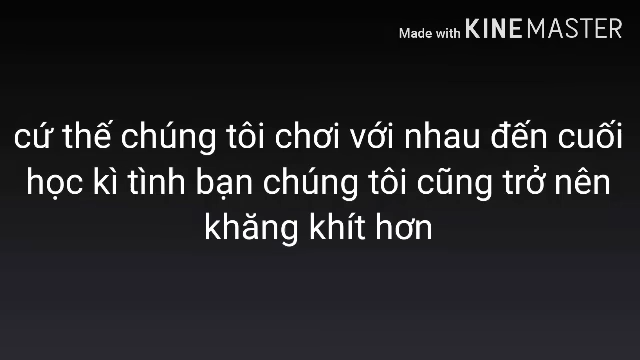 Made with KINEMASTER
cứ thế chúng tôi chơi với nhau đến cuối
học kì tình bạn chúng tôi cũng trở nên
khăng khít hơn